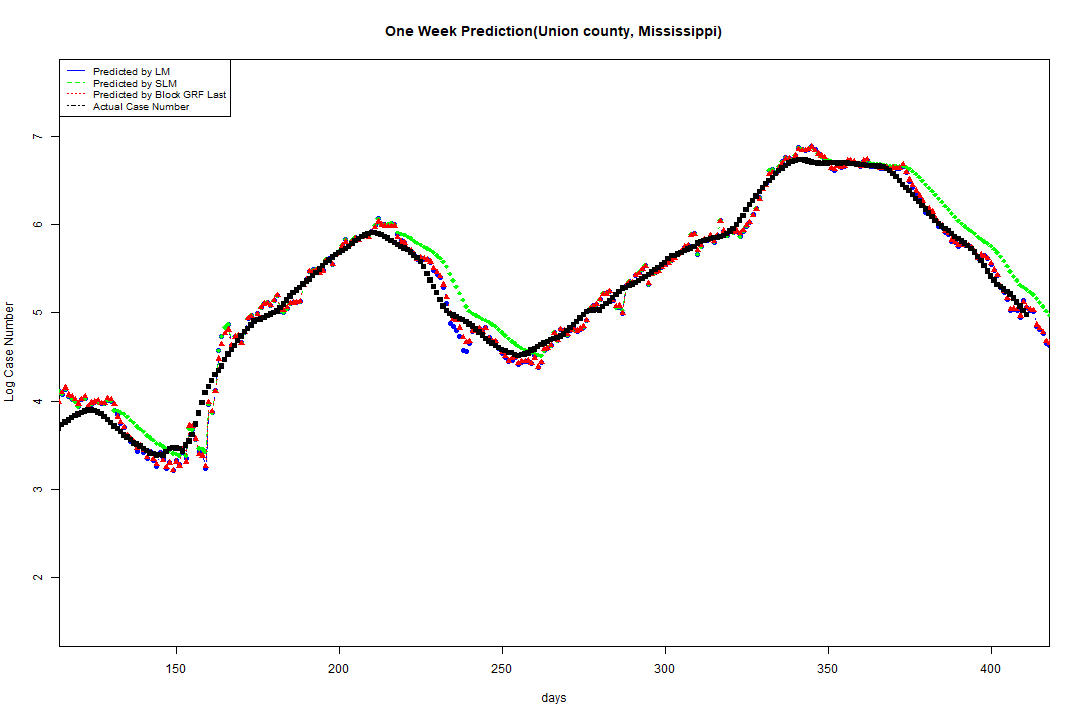 One Week Prediction(Union county, Mississippi)
Predicted by LM
Predicted by SLM
Predicted by Block GRF Last
Actual Case Number
7
6
5
4
3
2
Log Case Number
150 200 250 300 350 400
days